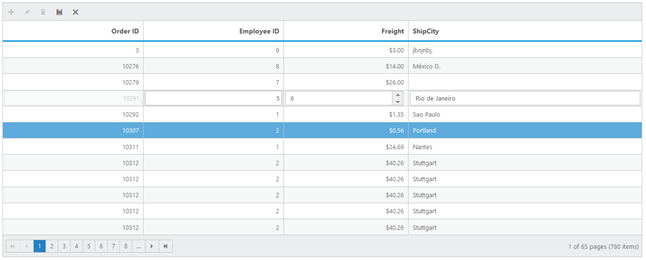 Order ID Employee ID Freight ShipCity
3 9 $3.00 jbnjnbj,
10276 8 $14.00 México D.
10279 7 $26.00
10281 5 6 Rio de Janeiro
10292 1 $1.35 Sao Paulo
10307 2 $0.56 Portland
10311 1 $24.69 Nantes
10312 2 $40.26 Stuttgart
10312 2 $40.26 Stuttgart
10312 2 $40.26 Stuttgart
10312 2 $40.26 Stuttgart
10312 2 $40.26 Stuttgart
1 2 3 4 5 6 7 8 ... 1 of 65 pages (780 items)